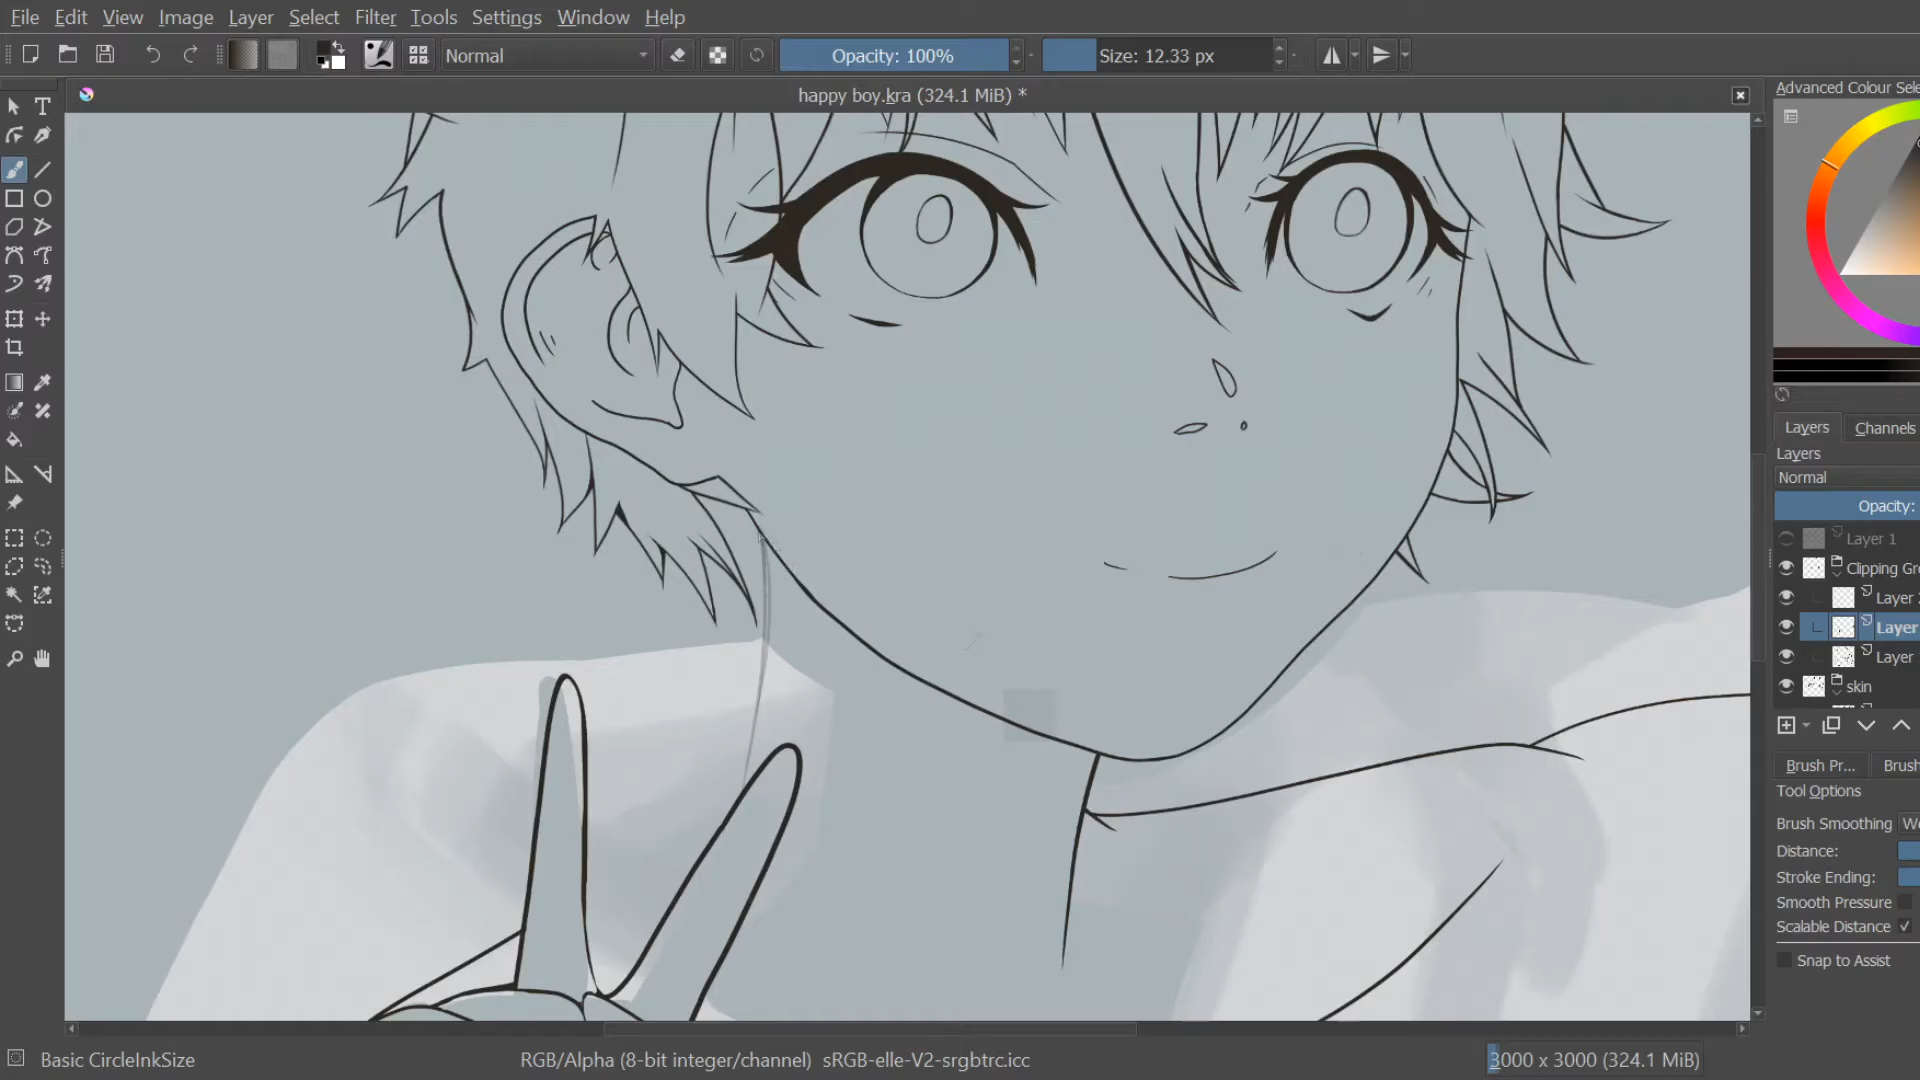 File Edit View Image Layer Select Filter Tools Settings Window Help
Normal Opacity: 100% Size: 12.33 px
happy boy.kra (324.1 MiB) *
Advanced Colour Sele
Layers Channels
Layers
Normal
Opacity:
Layer 1
Clipping Gr
Layer
Layer
Layer
skin
Brush Pr... Brus
Tool Options
Brush Smoothing We
Distance:
Stroke Ending:
Smooth Pressure
Scalable Distance
Snap to Assist
Basic CircleInkSize
RGB/Alpha (8-bit integer/channel) sRGB-elle-V2-srgbtrc.icc
3000 x 3000 (324.1 MiB)